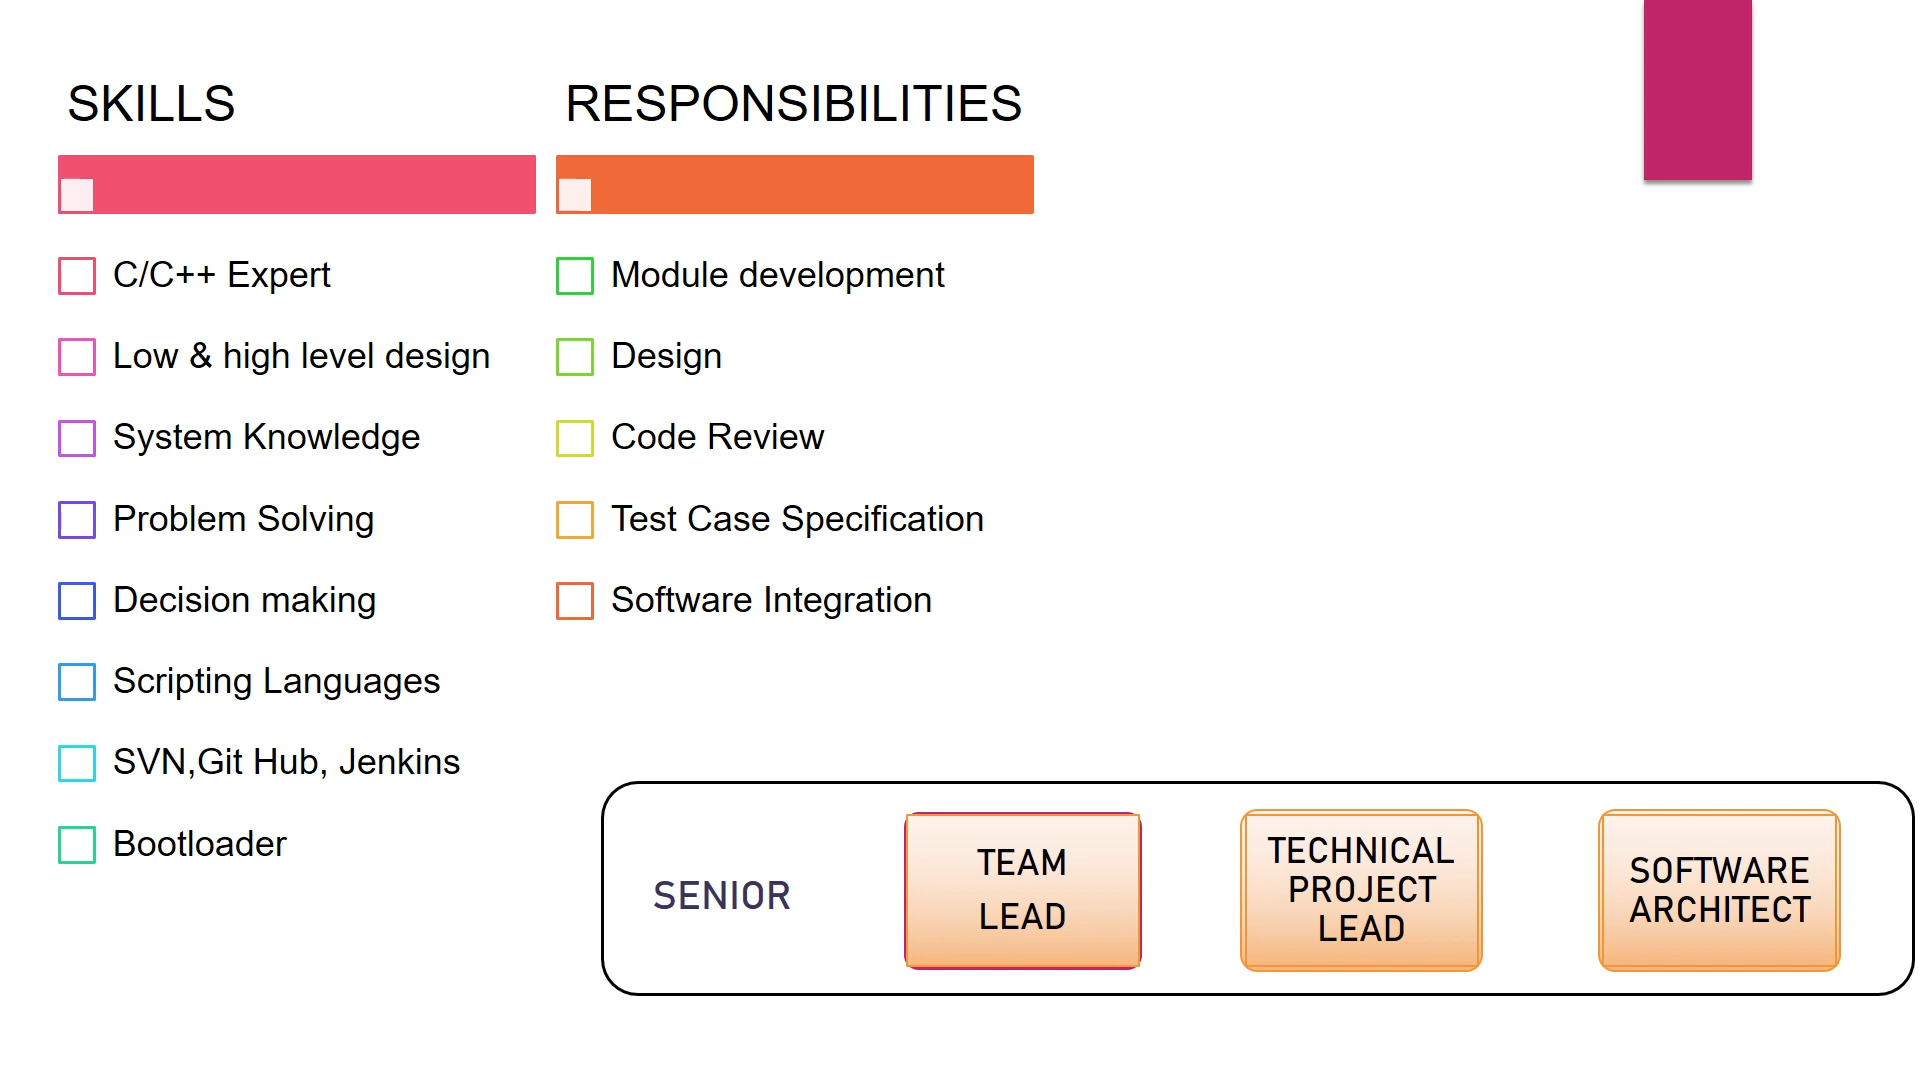 SKILLS
C/C++ Expert
Low & high level design
System Knowledge
Problem Solving
Decision making
Scripting Languages
SVN,Git Hub, Jenkins
Bootloader
RESPONSIBILITIES
Module development
Design
Code Review
Test Case Specification
Software Integration
SENIOR
TEAM
LEAD
TECHNICAL
PROJECT
LEAD
SOFTWARE
ARCHITECT